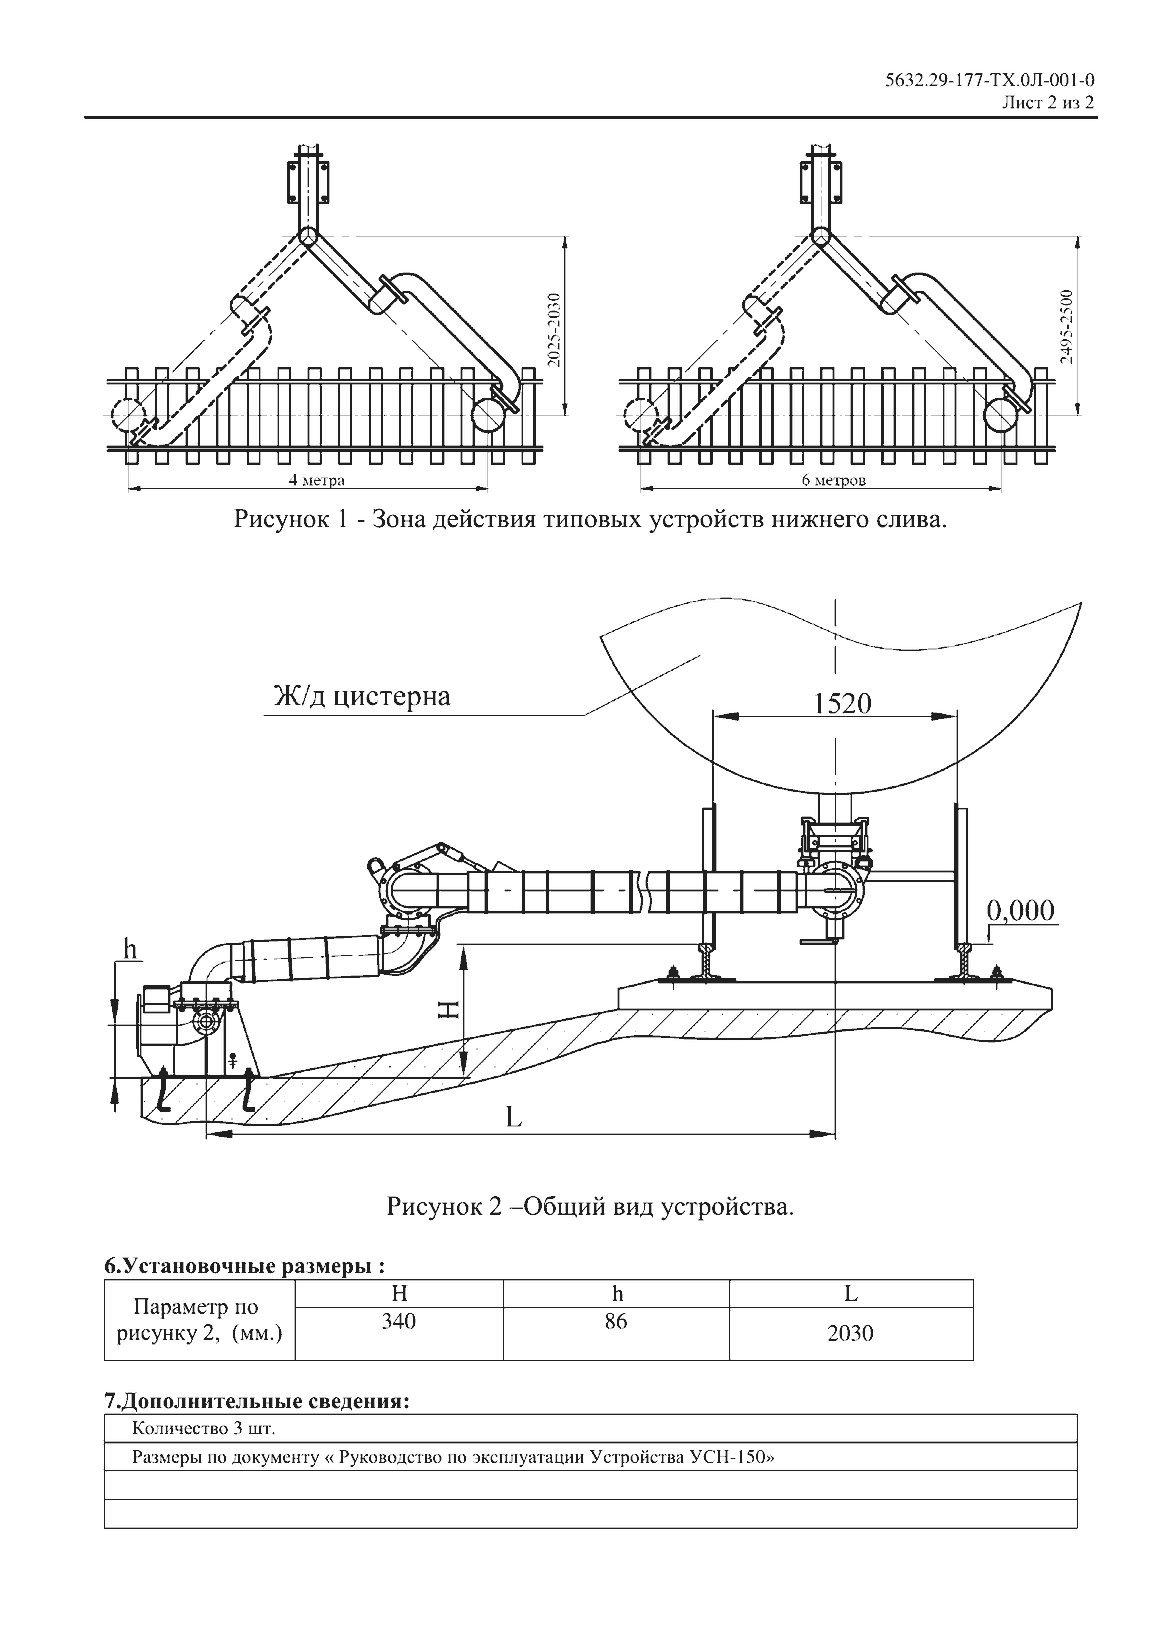 5632.29-177-ТХ.0Л-001-0
Лист 2 из 2
2025-2030
2495-2500
4 метра
6 метров
Рисунок 1 - Зона действия типовых устройств нижнего слива.
Ж/д цистерна
1520
0,000
h
H
L
Рисунок 2 –Общий вид устройства.
6.Установочные размеры :
Параметр по рисунку 2, (мм.)
H
h
L
340
86
2030
7.Дополнительные сведения:
Количество 3 шт.
Размеры по документу « Руководство по эксплуатации Устройства УСН-150»